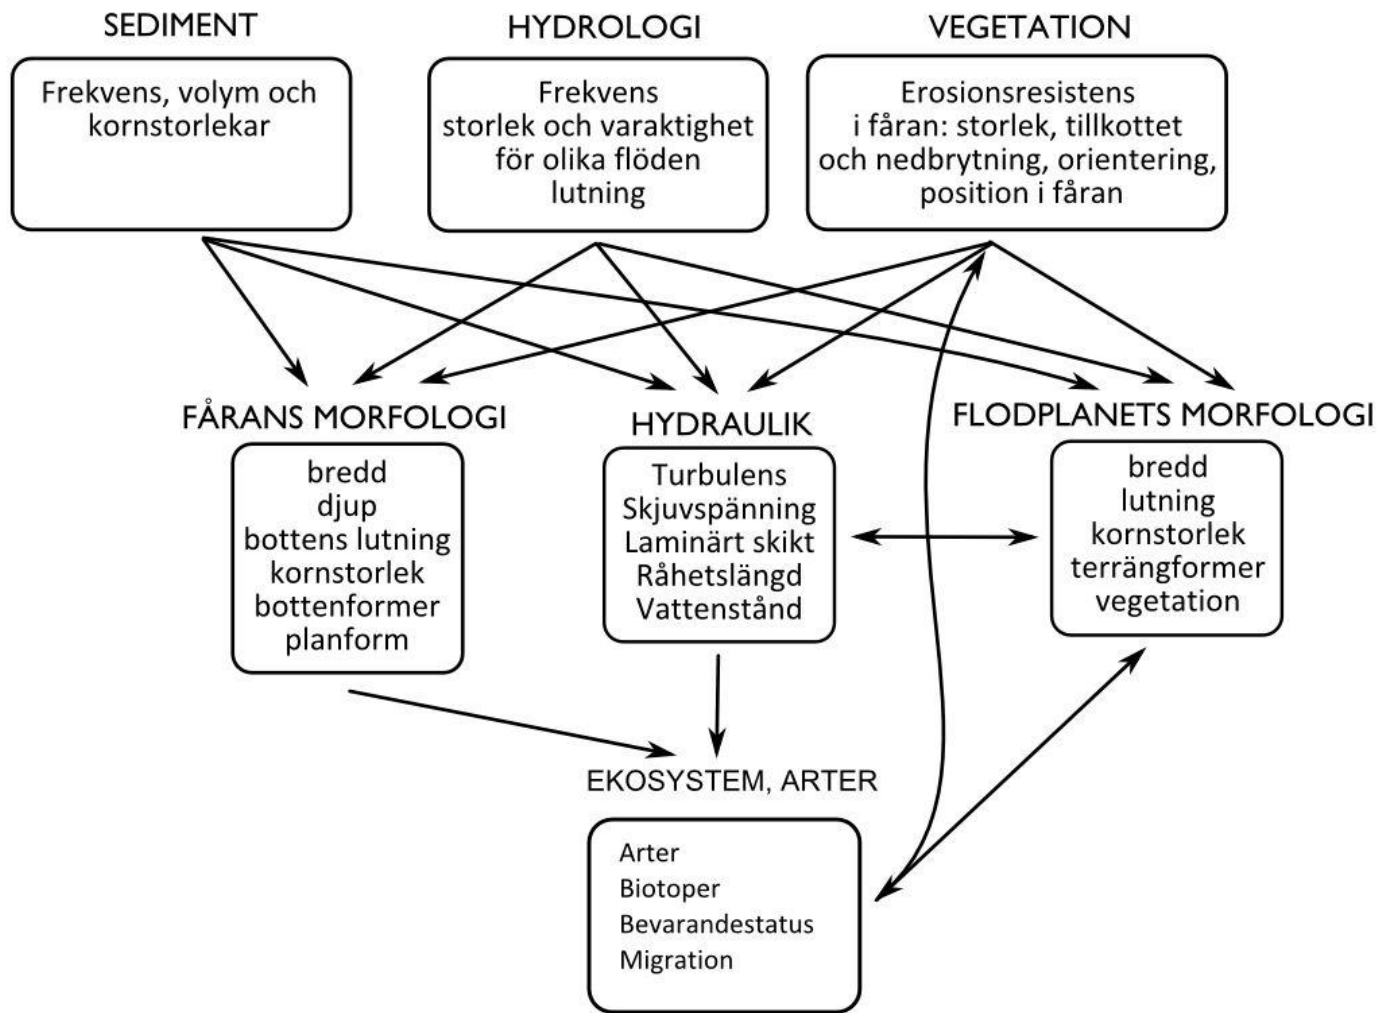 SEDIMENT
Frekvens, volym och
kornstorlekar
HYDROLOGI
Frekvens
storlek och varaktighet
för olika flöden
lutning
VEGETATION
Erosionsresistens
i fåran: storlek, tillkottet
och nedbrytning, orientering,
position i fåran
FÅRANS MORFOLOGI
bredd
djup
bottens lutning
kornstorlek
bottenformer
planform
HYDRAULIK
Turbulens
Skjuvspänning
Laminärt skikt
Råhetslängd
Vattenstånd
FLODPLANETS MORFOLOGI
bredd
lutning
kornstorlek
terrängformer
vegetation
EKOSYSTEM, ARTER
Arter
Biotoper
Bevarandestatus
Migration